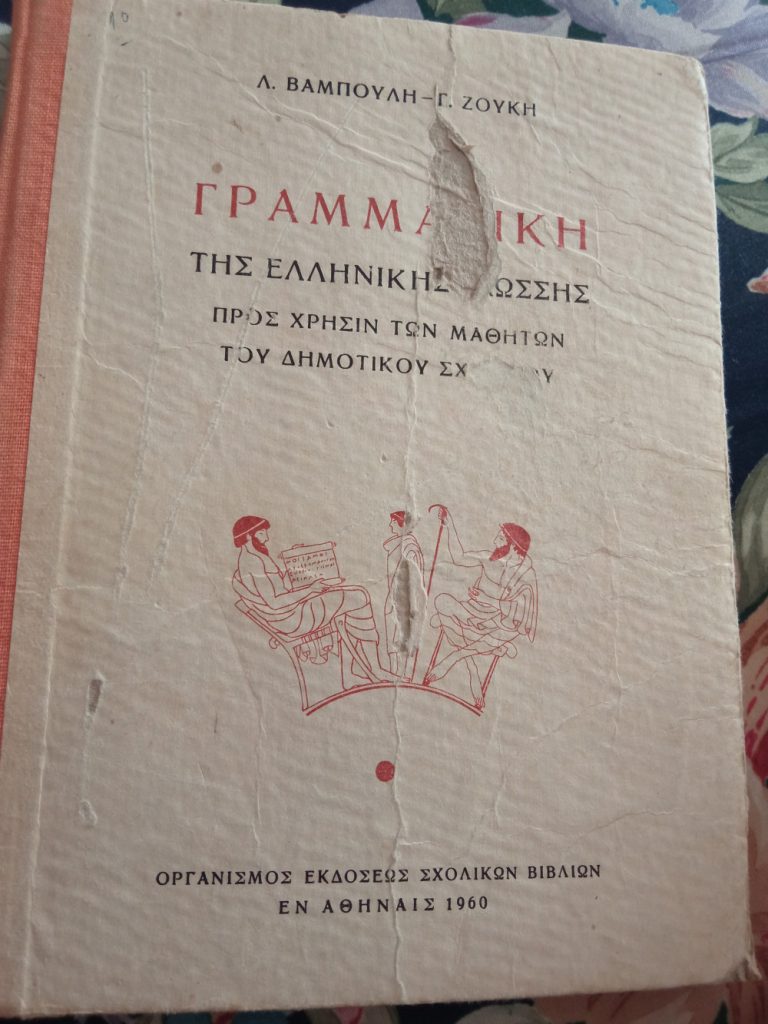 Λ. ΒΑΜΠΟΥΛΗ – Γ. ΖΟΥΚΗ
ΓΡΑΜΜΑΤΙΚΗ
ΤΗΣ ΕΛΛΗΝΙΚΗΣ ΓΛΩΣΣΗΣ
ΠΡΟΣ ΧΡΗΣΙΝ ΤΩΝ ΜΑΘΗΤΩΝ
ΤΟΥ ΔΗΜΟΤΙΚΟΥ
ΟΡΓΑΝΙΣΜΟΣ ΕΚΔΟΣΕΩΣ ΣΧΟΛΙΚΩΝ ΒΙΒΛΙΩΝ
ΕΝ ΑΘΗΝΑΙΣ 1960